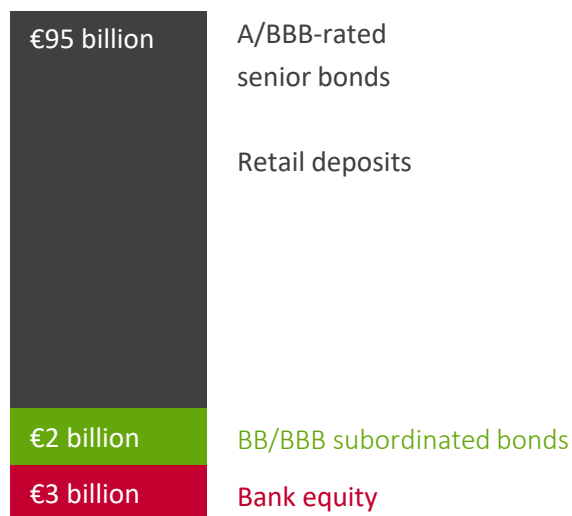 €95 billion
A/BBB-rated
senior bonds
Retail deposits
€2 billion
BB/BBB subordinated bonds
€3 billion
Bank equity